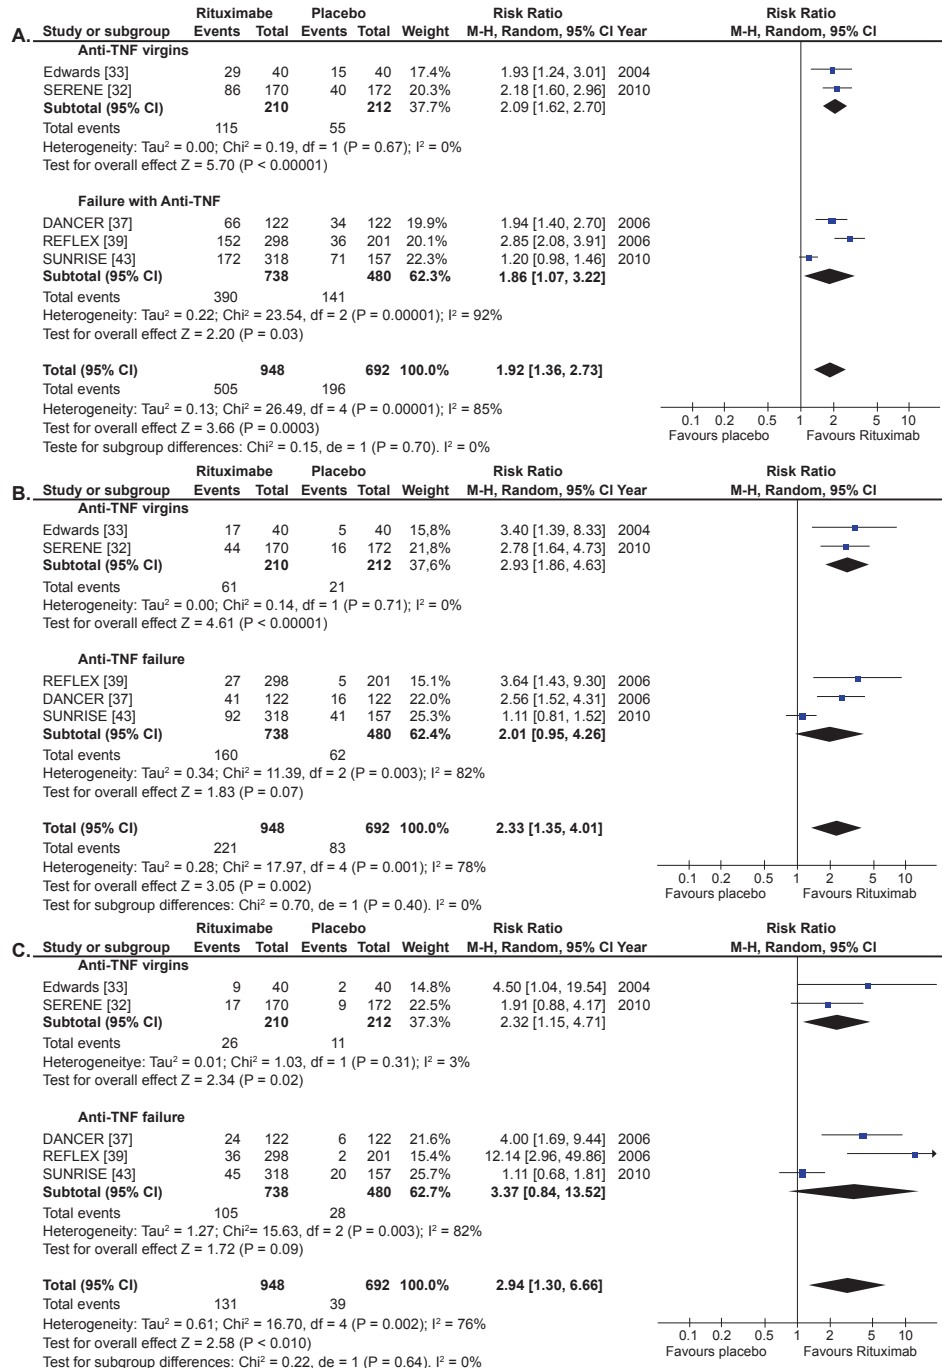 Rituximabe Placebo Risk Ratio Risk Ratio
A. Study or subgroup Events Total Events Total Weight M-H, Random, 95% CI Year M-H, Random, 95% CI
Anti-TNF virgins
Edwards [33] 29 40 15 40 17.4% 1.93 [1.24, 3.01] 2004
SERENE [32] 86 170 40 172 20.3% 2.18 [1.60, 2.96] 2010
Subtotal (95% CI) 210 212 37.7% 2.09 [1.62, 2.70]
Total events 115 55
Heterogeneity: Tau² = 0.00; Chi² = 0.19, df = 1 (P = 0.67); I² = 0%
Test for overall effect Z = 5.70 (P < 0.00001)
Failure with Anti-TNF
DANCER [37] 66 122 34 122 19.9% 1.94 [1.40, 2.70] 2006
REFLEX [39] 152 298 36 201 20.1% 2.85 [2.08, 3.91] 2006
SUNRISE [43] 172 318 71 157 22.3% 1.20 [0.98, 1.46] 2010
Subtotal (95% CI) 738 480 62.3% 1.86 [1.07, 3.22]
Total events 390 141
Heterogeneity: Tau² = 0.22; Chi² = 23.54, df = 2 (P = 0.00001); I² = 92%
Test for overall effect Z = 2.20 (P = 0.03)
Total (95% CI) 948 692 100.0% 1.92 [1.36, 2.73]
Total events 505 196
Heterogeneity: Tau² = 0.13; Chi² = 26.49, df = 4 (P = 0.00001); I² = 85%
Test for overall effect Z = 3.66 (P = 0.0003)
Teste for subgroup differences: Chi² = 0.15, de = 1 (P = 0.70). I² = 0%
0.1 0.2 0.5 1 2 5 10
Favours placebo Favours Rituximab
Rituximabe Placebo Risk Ratio Risk Ratio
B. Study or subgroup Events Total Events Total Weight M-H, Random, 95% CI Year M-H, Random, 95% CI
Anti-TNF virgins
Edwards [33] 17 40 5 40 15,8% 3.40 [1.39, 8.33] 2004
SERENE [32] 44 170 16 172 21,8% 2.78 [1.64, 4.73] 2010
Subtotal (95% CI) 210 212 37,6% 2.93 [1.86, 4.63]
Total events 61 21
Heterogeneity: Tau² = 0.00; Chi² = 0.14, df = 1 (P = 0.71); I² = 0%
Test for overall effect Z = 4.61 (P < 0.00001)
Anti-TNF failure
REFLEX [39] 27 298 5 201 15.1% 3.64 [1.43, 9.30] 2006
DANCER [37] 41 122 16 122 22.0% 2.56 [1.52, 4.31] 2006
SUNRISE [43] 92 318 41 157 25.3% 1.11 [0.81, 1.52] 2010
Subtotal (95% CI) 738 480 62.4% 2.01 [0.95, 4.26]
Total events 160 62
Heterogeneity: Tau² = 0.34; Chi² = 11.39, df = 2 (P = 0.003); I² = 82%
Test for overall effect Z = 1.83 (P = 0.07)
Total (95% CI) 948 692 100.0% 2.33 [1.35, 4.01]
Total events 221 83
Heterogeneity: Tau² = 0.28; Chi² = 17.97, df = 4 (P = 0.001); I² = 78%
Test for overall effect Z = 3.05 (P = 0.002)
Test for subgroup differences: Chi² = 0.70, de = 1 (P = 0.40). I² = 0%
0.1 0.2 0.5 1 2 5 10
Favours placebo Favours Rituximab
Rituximabe Placebo Risk Ratio Risk Ratio
C. Study or subgroup Events Total Events Total Weight M-H, Random, 95% CI Year M-H, Random, 95% CI
Anti-TNF virgins
Edwards [33] 9 40 2 40 14.8% 4.50 [1.04, 19.54] 2004
SERENE [32] 17 170 9 172 22.5% 1.91 [0.88, 4.17] 2010
Subtotal (95% CI) 210 212 37.3% 2.32 [1.15, 4.71]
Total events 26 11
Heterogeneitye: Tau² = 0.01; Chi² = 1.03, df = 1 (P = 0.31); I² = 3%
Test for overall effect Z = 2.34 (P = 0.02)
Anti-TNF failure
DANCER [37] 24 122 6 122 21.6% 4.00 [1.69, 9.44] 2006
REFLEX [39] 36 298 2 201 15.4% 12.14 [2.96, 49.86] 2006
SUNRISE [43] 45 318 20 157 25.7% 1.11 [0.68, 1.81] 2010
Subtotal (95% CI) 738 480 62.7% 3.37 [0.84, 13.52]
Total events 105 28
Heterogeneity: Tau² = 1.27; Chi²= 15.63, df = 2 (P = 0.003); I² = 82%
Test for overall effect Z = 1.72 (P = 0.09)
Total (95% CI) 948 692 100.0% 2.94 [1.30, 6.66]
Total events 131 39
Heterogeneity: Tau² = 0.61; Chi² = 16.70, df = 4 (P = 0.002); I² = 76%
Test for overall effect Z = 2.58 (P < 0.010)
Test for subgroup differences: Chi² = 0.22, de = 1 (P = 0.64). I² = 0%
0.1 0.2 0.5 1 2 5 10
Favours placebo Favours Rituximab